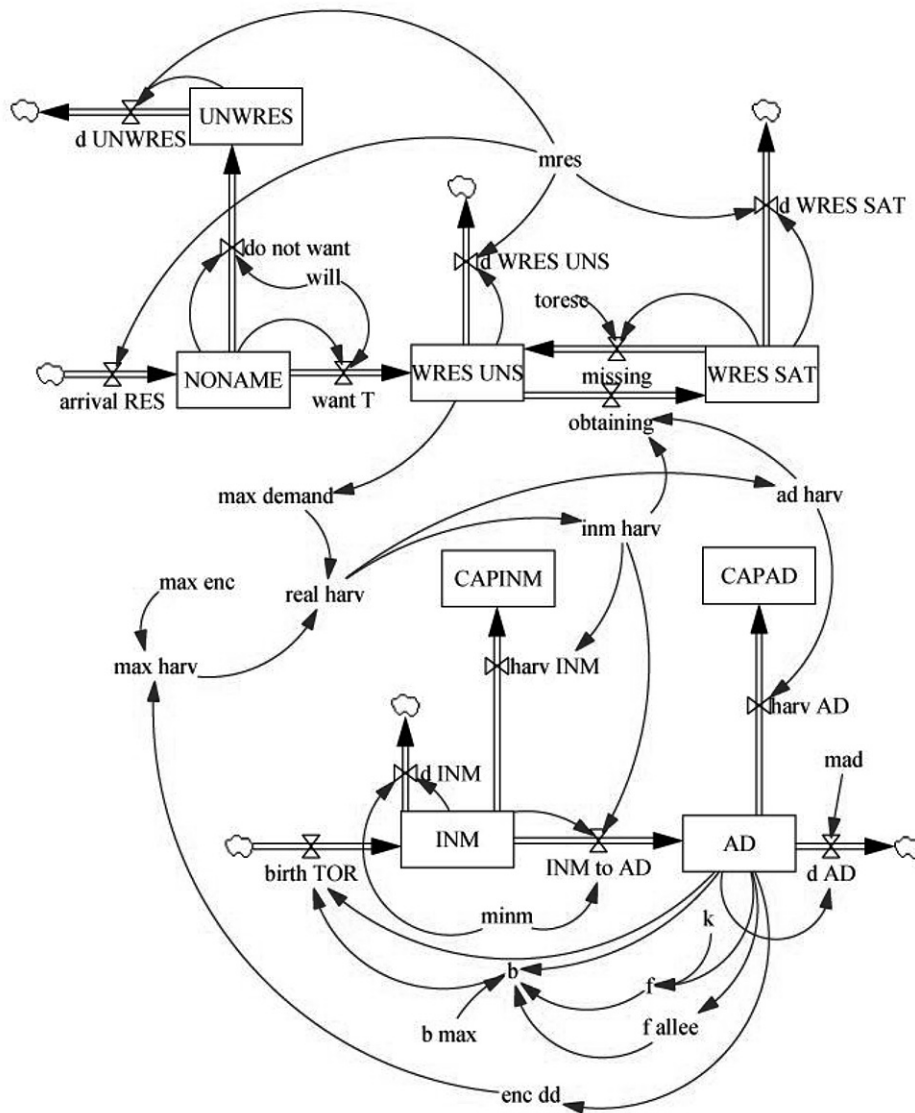 UNWRES
d UNWRES
mres
d WRES SAT
do not want
d WRES UNS
will
torese
NONAME
WRES UNS
WRES SAT
arrival RES
want T
missing
obtaining
max demand
ad harv
inm harv
CAPINM
CAPAD
max enc
real harv
max harv
harv INM
harv AD
d INM
mad
INM
AD
birth TOR
INM to AD
d AD
minm
k
b
f
b max
f allee
enc dd